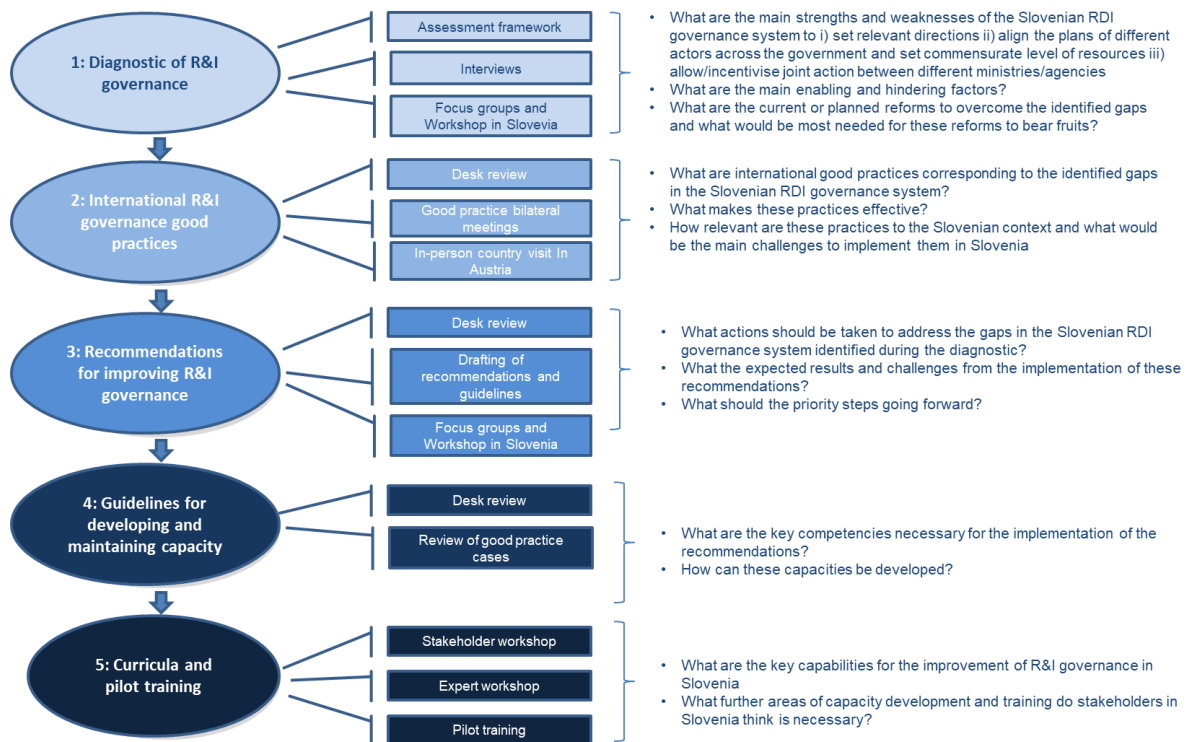 1: Diagnostic of R&I
governance
Assessment framework
Interviews
Focus groups and
Workshop in Slovevia
• What are the main strengths and weaknesses of the Slovenian RDI
governance system to i) set relevant directions ii) align the plans of different
actors across the government and set commensurate level of resources iii)
allow/incentivise joint action between different ministries/agencies
• What are the main enabling and hindering factors?
• What are the current or planned reforms to overcome the identified gaps
and what would be most needed for these reforms to bear fruits?
2: International R&I
governance good
practices
Desk review
Good practice bilateral
meetings
In-person country visit In
Austria
• What are international good practices corresponding to the identified gaps
in the Slovenian RDI governance system?
• What makes these practices effective?
• How relevant are these practices to the Slovenian context and what would
be the main challenges to implement them in Slovenia
3: Recommendations
for improving R&I
governance
Desk review
Drafting of
recommendations and
guidelines
Focus groups and
Workshop in Slovenia
• What actions should be taken to address the gaps in the Slovenian RDI
governance system identified during the diagnostic?
• What the expected results and challenges from the implementation of these
recommendations?
• What should the priority steps going forward?
4: Guidelines for
developing and
maintaining capacity
Desk review
Review of good practice
cases
• What are the key competencies necessary for the implementation of the
recommendations?
• How can these capacities be developed?
5: Curricula and
pilot training
Stakeholder workshop
Expert workshop
Pilot training
• What are the key capabilities for the improvement of R&I governance in
Slovenia
• What further areas of capacity development and training do stakeholders in
Slovenia think is necessary?